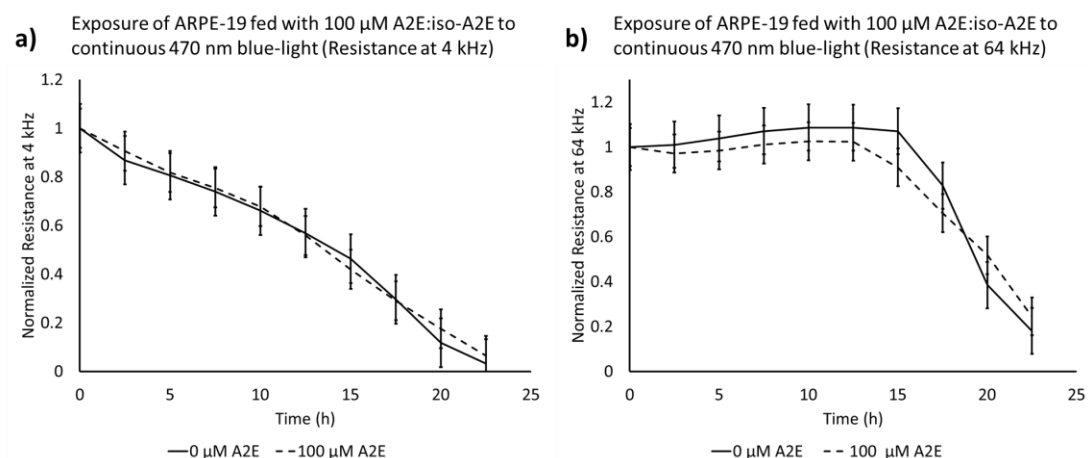 a)
Exposure of ARPE-19 fed with 100 µM A2E:iso-A2E to
continuous 470 nm blue-light (Resistance at 4 kHz)
Normalized Resistance at 4 kHz
1.2
1
0.8
0.6
0.4
0.2
0
0 5 10 15 20 25
Time (h)
0 µM A2E 100 µM A2E
b)
Exposure of ARPE-19 fed with 100 µM A2E:iso-A2E to
continuous 470 nm blue-light (Resistance at 64 kHz)
Normalized Resistance at 64 kHz
1.2
1
0.8
0.6
0.4
0.2
0
0 5 10 15 20 25
Time (h)
0 µM A2E 100 µM A2E